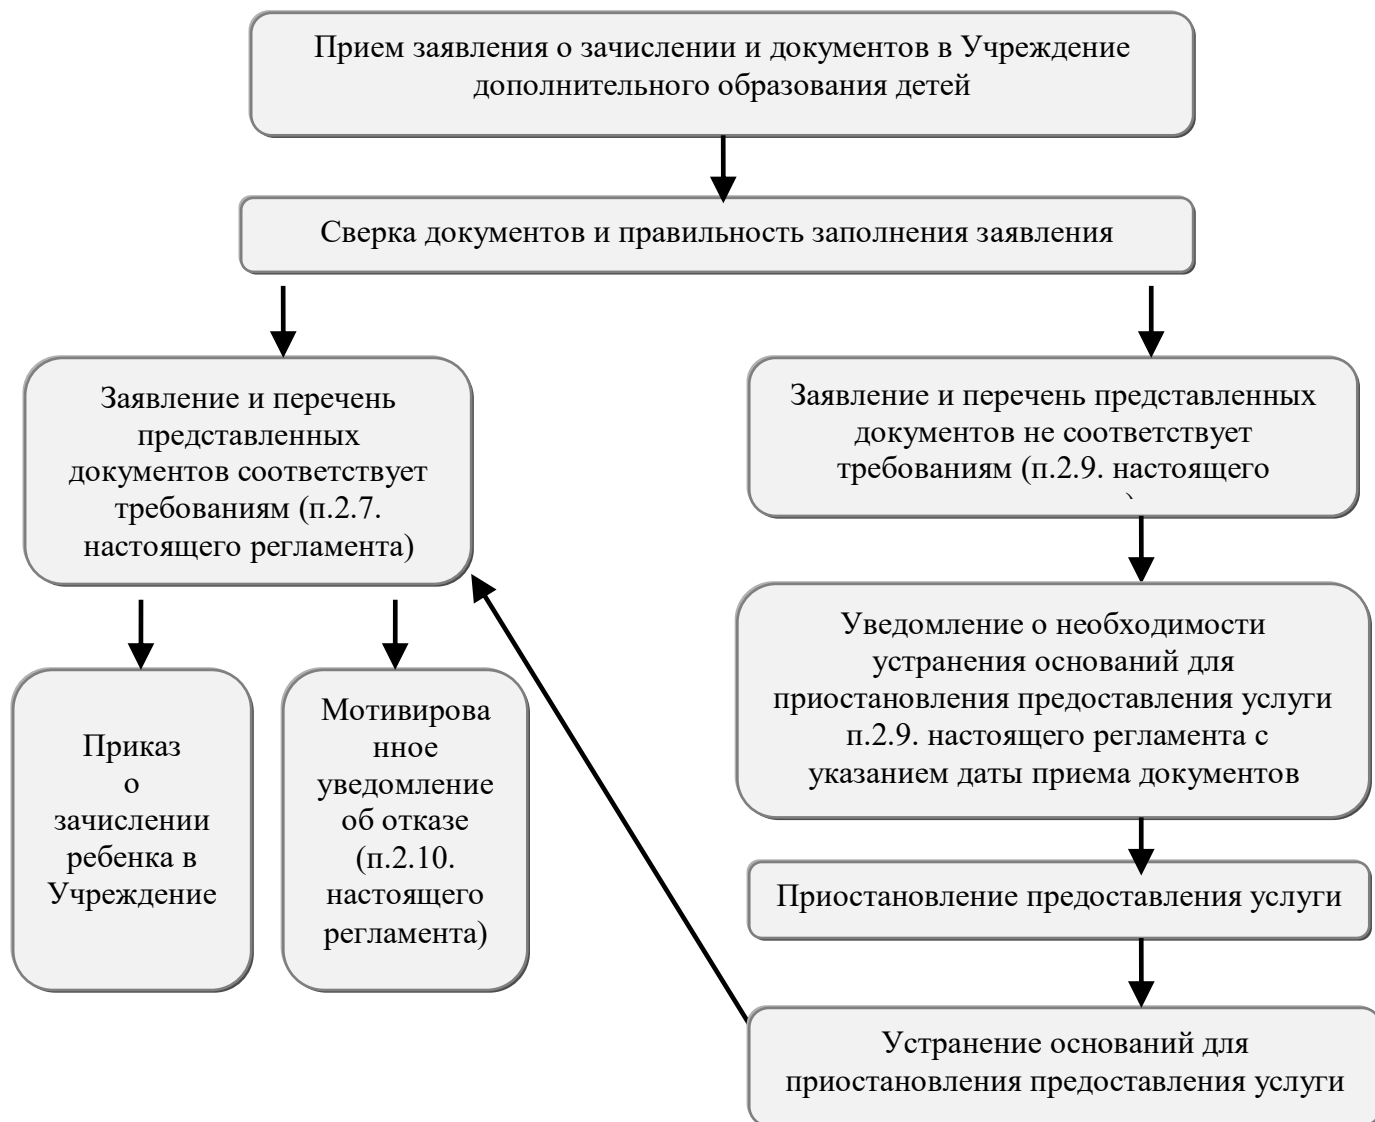 Прием заявления о зачислении и документов в Учреждение
дополнительного образования детей
Сверка документов и правильность заполнения заявления
Заявление и перечень
представленных
документов соответствует
требованиям (п.2.7.
настоящего регламента)
Заявление и перечень представленных
документов не соответствует
требованиям (п.2.9. настоящего
Уведомление о необходимости
устранения оснований для
приостановления предоставления услуги
п.2.9. настоящего регламента с
указанием даты приема документов
Приказ
о
зачислении
ребенка в
Учреждение
Мотивирова
нное
уведомление
об отказе
(п.2.10.
настоящего
регламента)
Приостановление предоставления услуги
Устранение оснований для
приостановления предоставления услуги